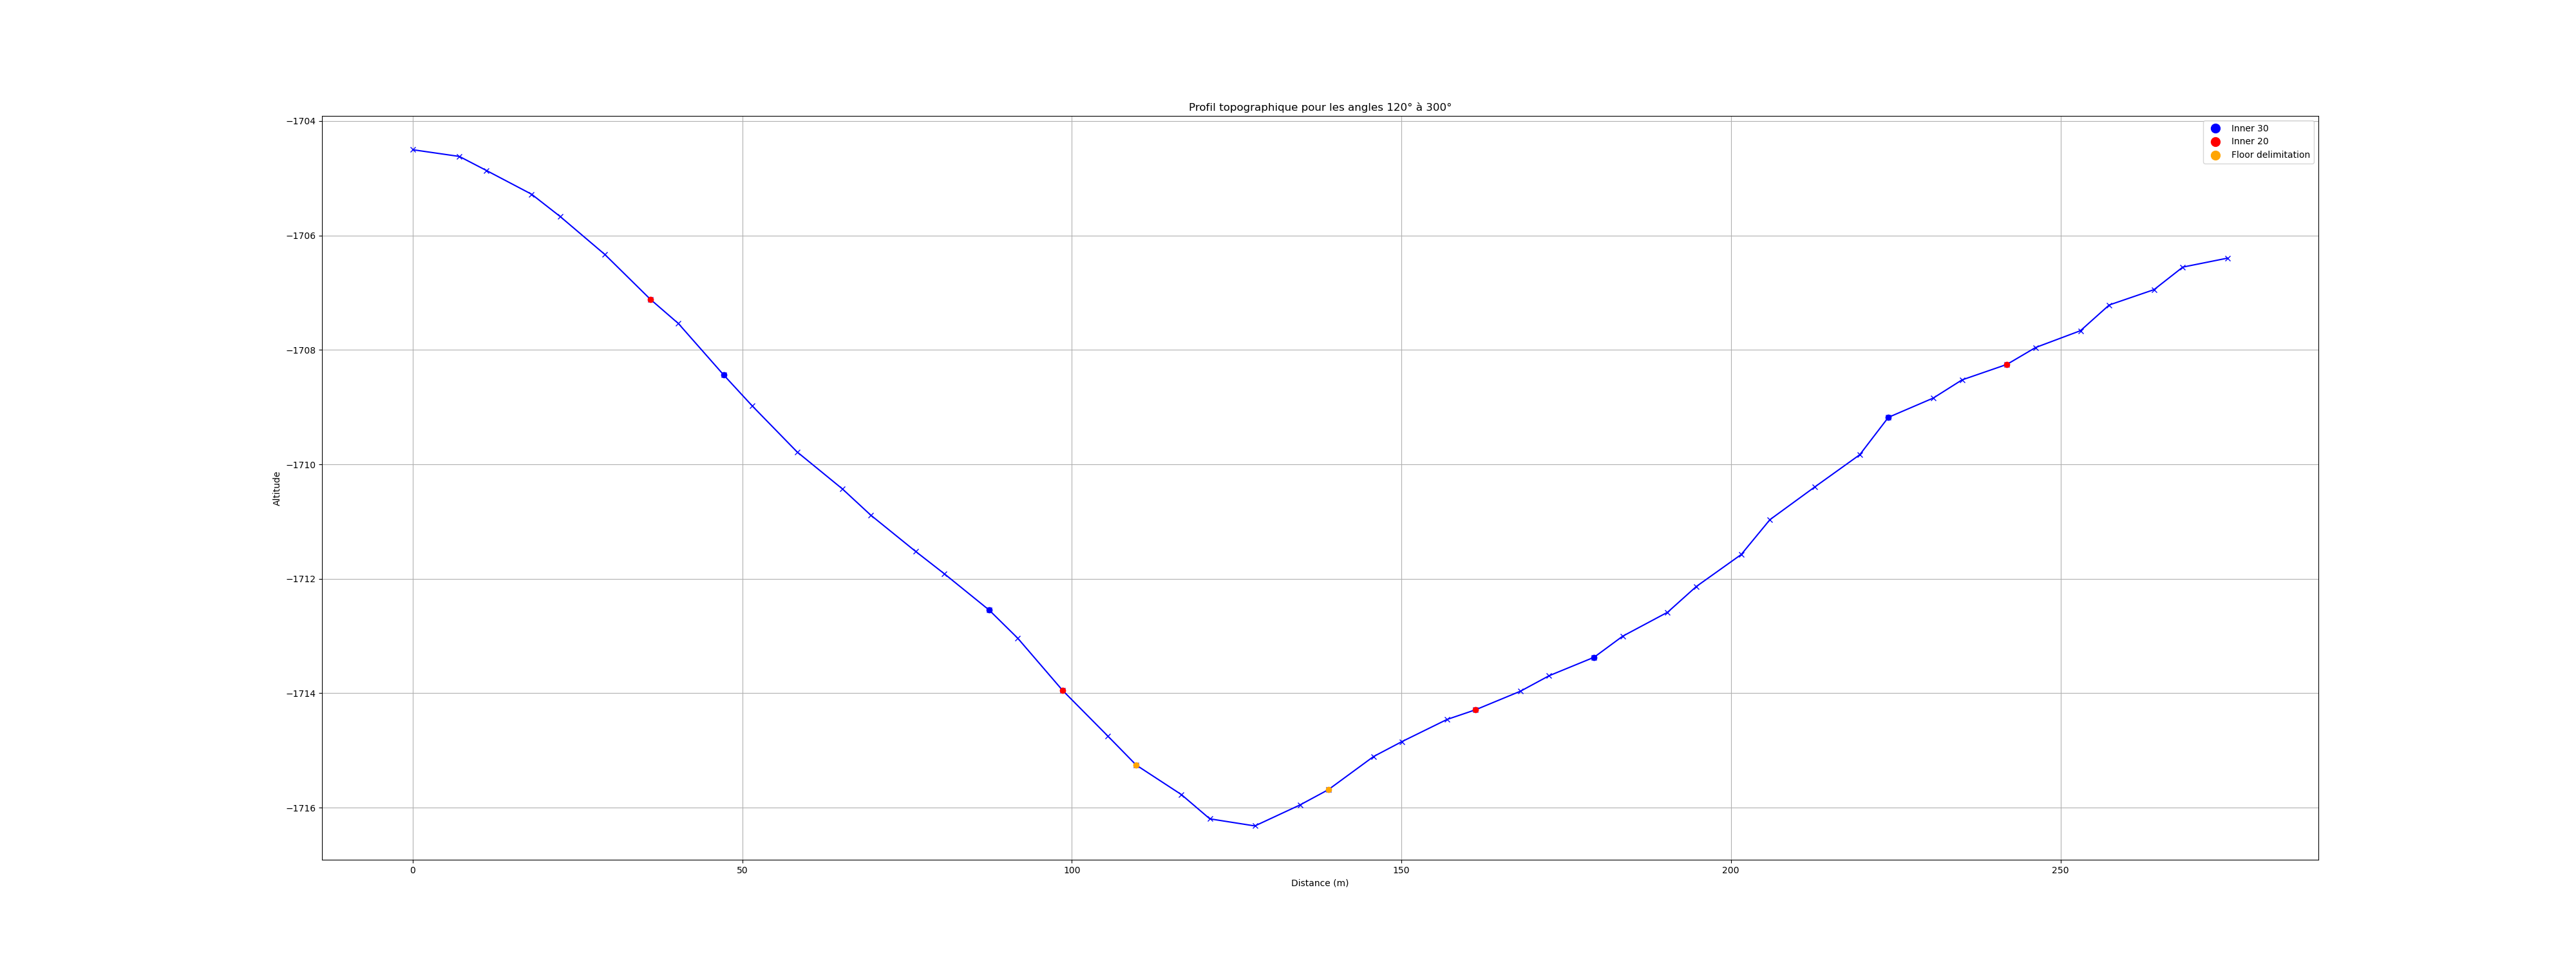 Profil topographique pour les angles 120° à 300°
−1704
−1706
−1708
−1710
−1712
−1714
−1716
Altitude
Inner 30
Inner 20
Floor delimitation
0
50
100
150
200
250
Distance (m)